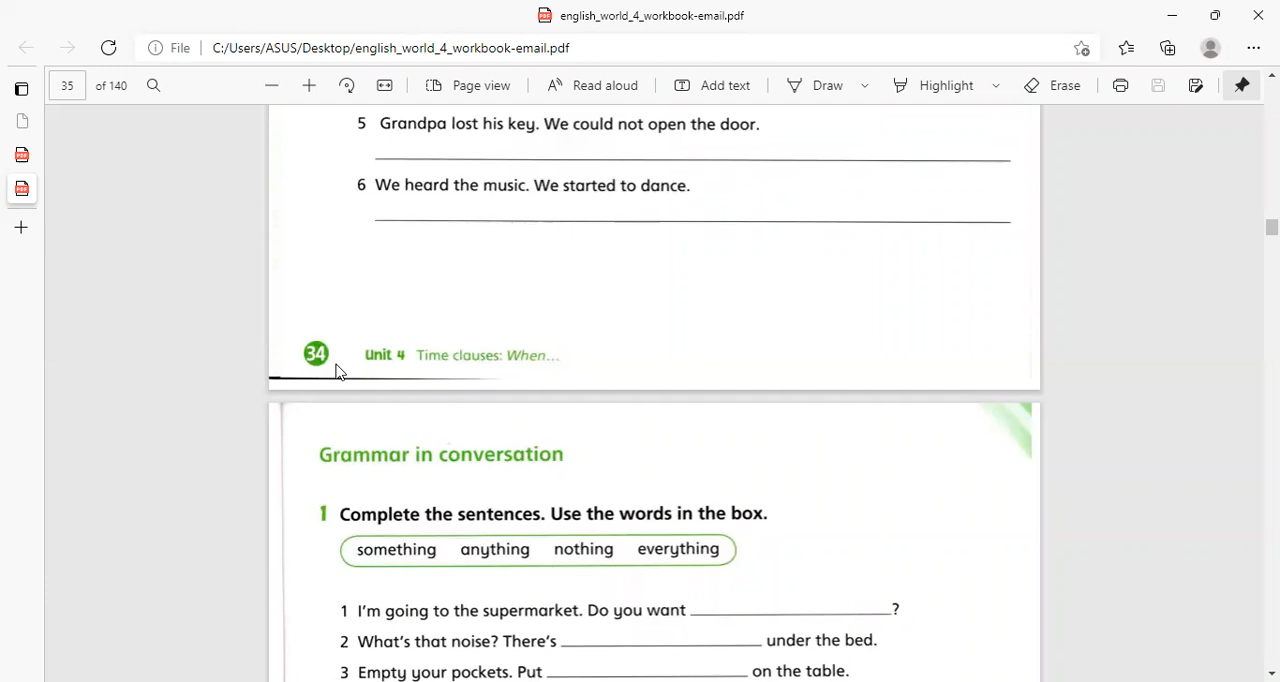 english_world_4_workbook-email.pdf
File C:/Users/ASUS/Desktop/english_world_4_workbook-email.pdf
35 of 140 Page view Read aloud Add text Draw Highlight Erase
5 Grandpa lost his key. We could not open the door.
6 We heard the music. We started to dance.
34 Unit 4 Time clauses: When...
Grammar in conversation
1 Complete the sentences. Use the words in the box.
something anything nothing everything
1 I'm going to the supermarket. Do you want ____________________?
2 What's that noise? There's ____________________ under the bed.
3 Empty your pockets. Put ____________________ on the table.